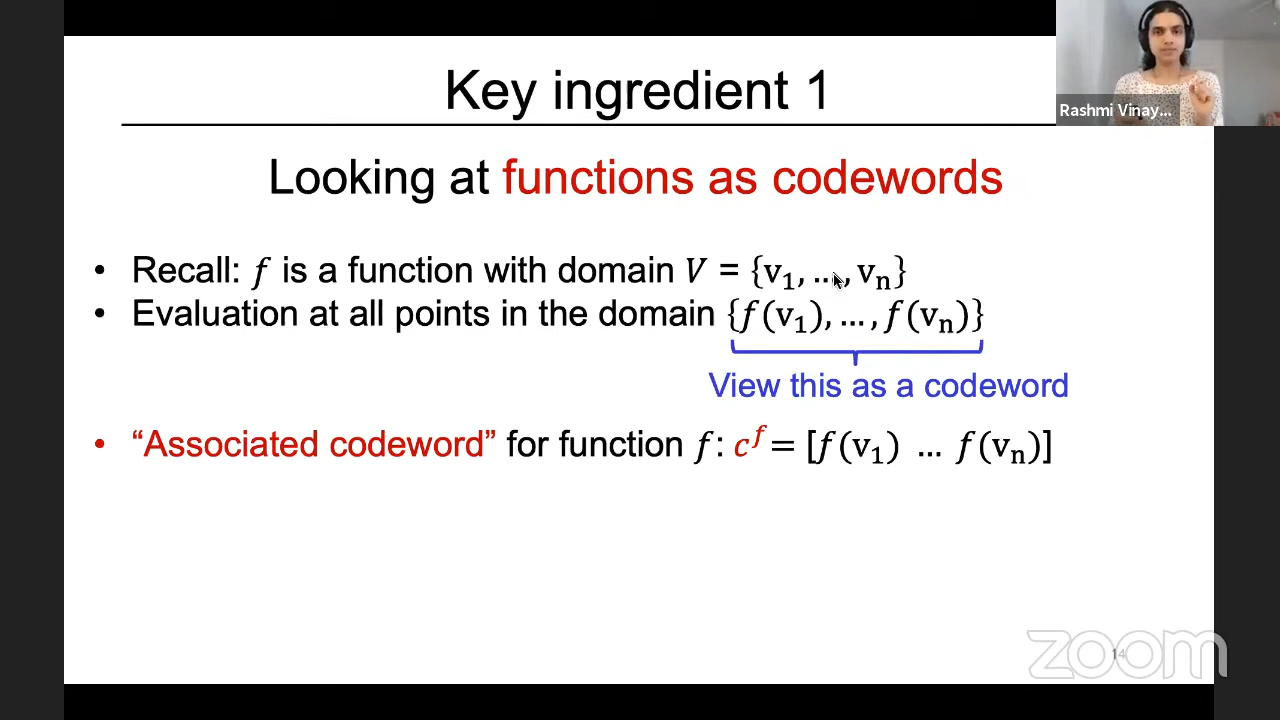 Key ingredient 1
Rashmi Vinay...
Looking at functions as codewords
• Recall: 𝑓 is a function with domain 𝑉 = {v₁, …, vₙ}
• Evaluation at all points in the domain {𝑓(v₁), … , 𝑓(vₙ)}
View this as a codeword
• “Associated codeword” for function 𝑓: 𝑐^𝑓 = [𝑓(v₁) … 𝑓(vₙ)]
14
zoom